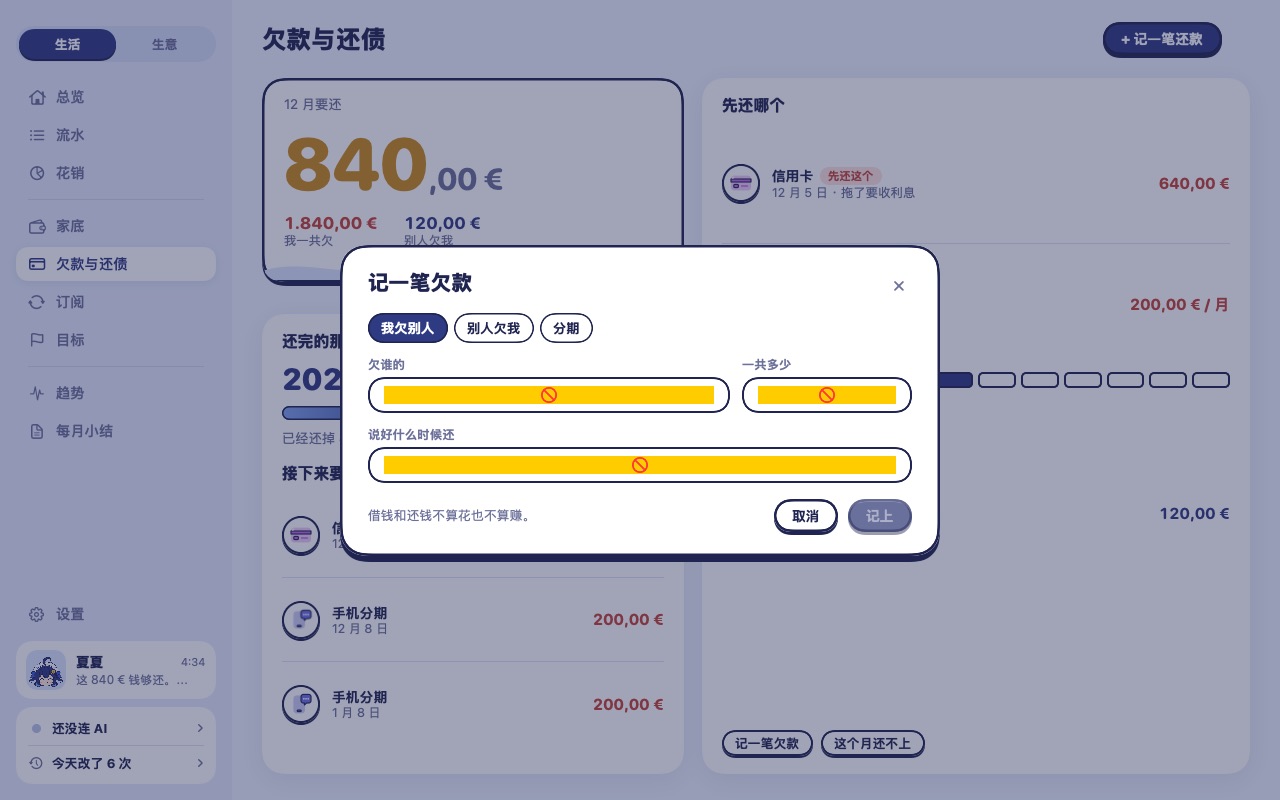 生活
生意
总览
流水
花销
家底
欠款与还债
订阅
目标
趋势
每月小结
设置
夏夏
4:34
这 840 € 钱够还。…
还没连 AI
今天改了 6 次
欠款与还债
+ 记一笔还款
12 月要还
840,00 €
1.840,00 €
120,00 €
我一共欠
别人欠我
还完的那
202
已经还掉
接下来要
12
手机分期
12 月 8 日
200,00 €
手机分期
1 月 8 日
200,00 €
先还哪个
信用卡
先还这个
12 月 5 日 · 拖了要收利息
640,00 €
200,00 € / 月
120,00 €
记一笔欠款
这个月还不上
记一笔欠款
×
我欠别人
别人欠我
分期
欠谁的
一共多少
说好什么时候还
借钱和还钱不算花也不算赚。
取消
记上